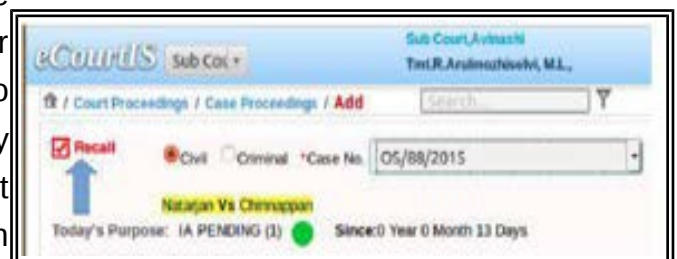 eCourtIS Sub Cou
Sub Court,Avinashi
Tmt.R.Arulmozhiselvi, M.L.,
/ Court Proceedings / Case Proceedings / Add Search...
Recall Civil Criminal *Case No. OS/88/2015
Natarjan Vs Chinnappan
Today's Purpose: IA PENDING (1) Since:0 Year 0 Month 13 Days